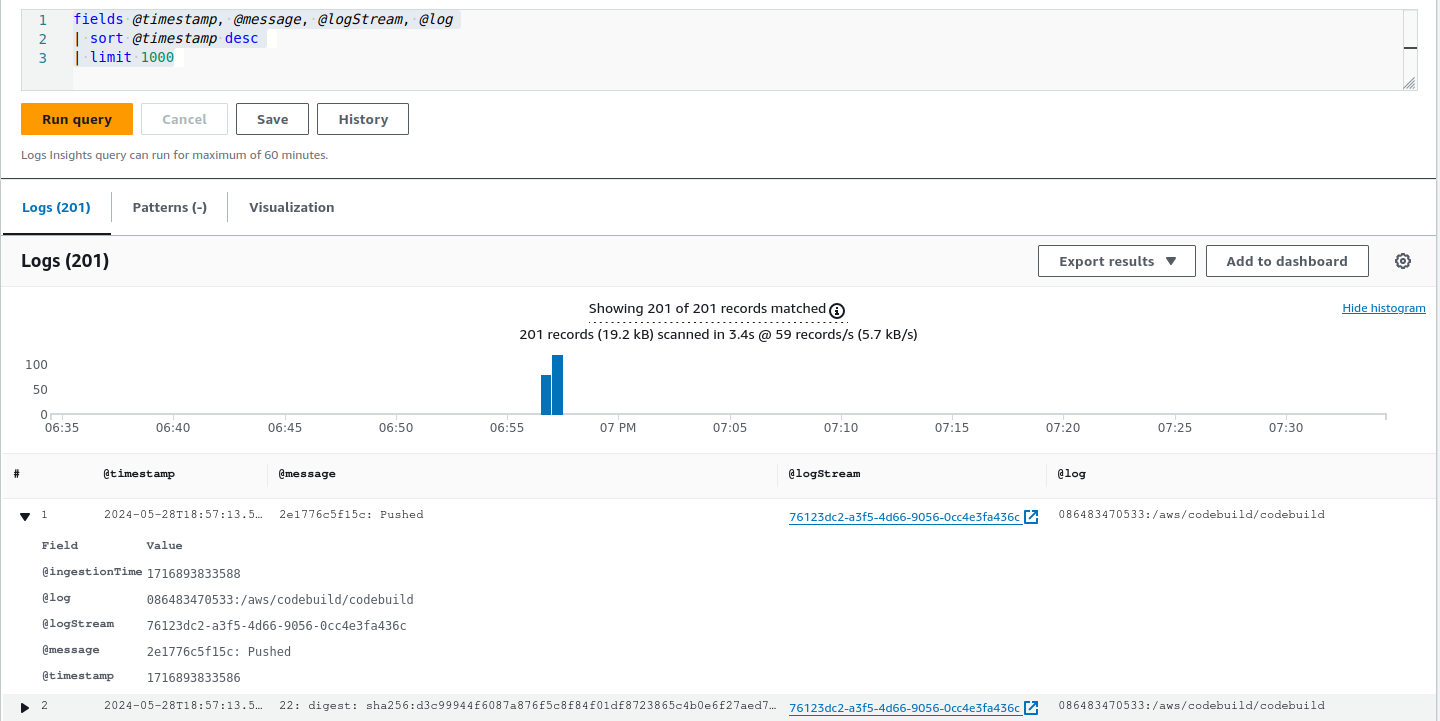 1 fields @timestamp, @message, @logStream, @log
2 | sort @timestamp desc
3 | limit 1000
Run query Cancel Save History
Logs Insights query can run for maximum of 60 minutes.
Logs (201) Patterns (-) Visualization
Logs (201) Export results Add to dashboard
Showing 201 of 201 records matched Hide histogram
201 records (19.2 kB) scanned in 3.4s @ 59 records/s (5.7 kB/s)
100
50
0
06:35 06:40 06:45 06:50 06:55 07 PM 07:05 07:10 07:15 07:20 07:25 07:30
# @timestamp @message @logStream @log
1 2024-05-28T18:57:13.5… 2e1776c5f15c: Pushed 76123dc2-a3f5-4d66-9056-0cc4e3fa436c 086483470533:/aws/codebuild/codebuild
Field Value
@ingestionTime 1716893833588
@log 086483470533:/aws/codebuild/codebuild
@logStream 76123dc2-a3f5-4d66-9056-0cc4e3fa436c
@message 2e1776c5f15c: Pushed
@timestamp 1716893833586
2 2024-05-28T18:57:13.5… 22: digest: sha256:d3c99944f6087a876f5c8f84f01df8723865c4b0e6f27aed7… 76123dc2-a3f5-4d66-9056-0cc4e3fa436c 086483470533:/aws/codebuild/codebuild